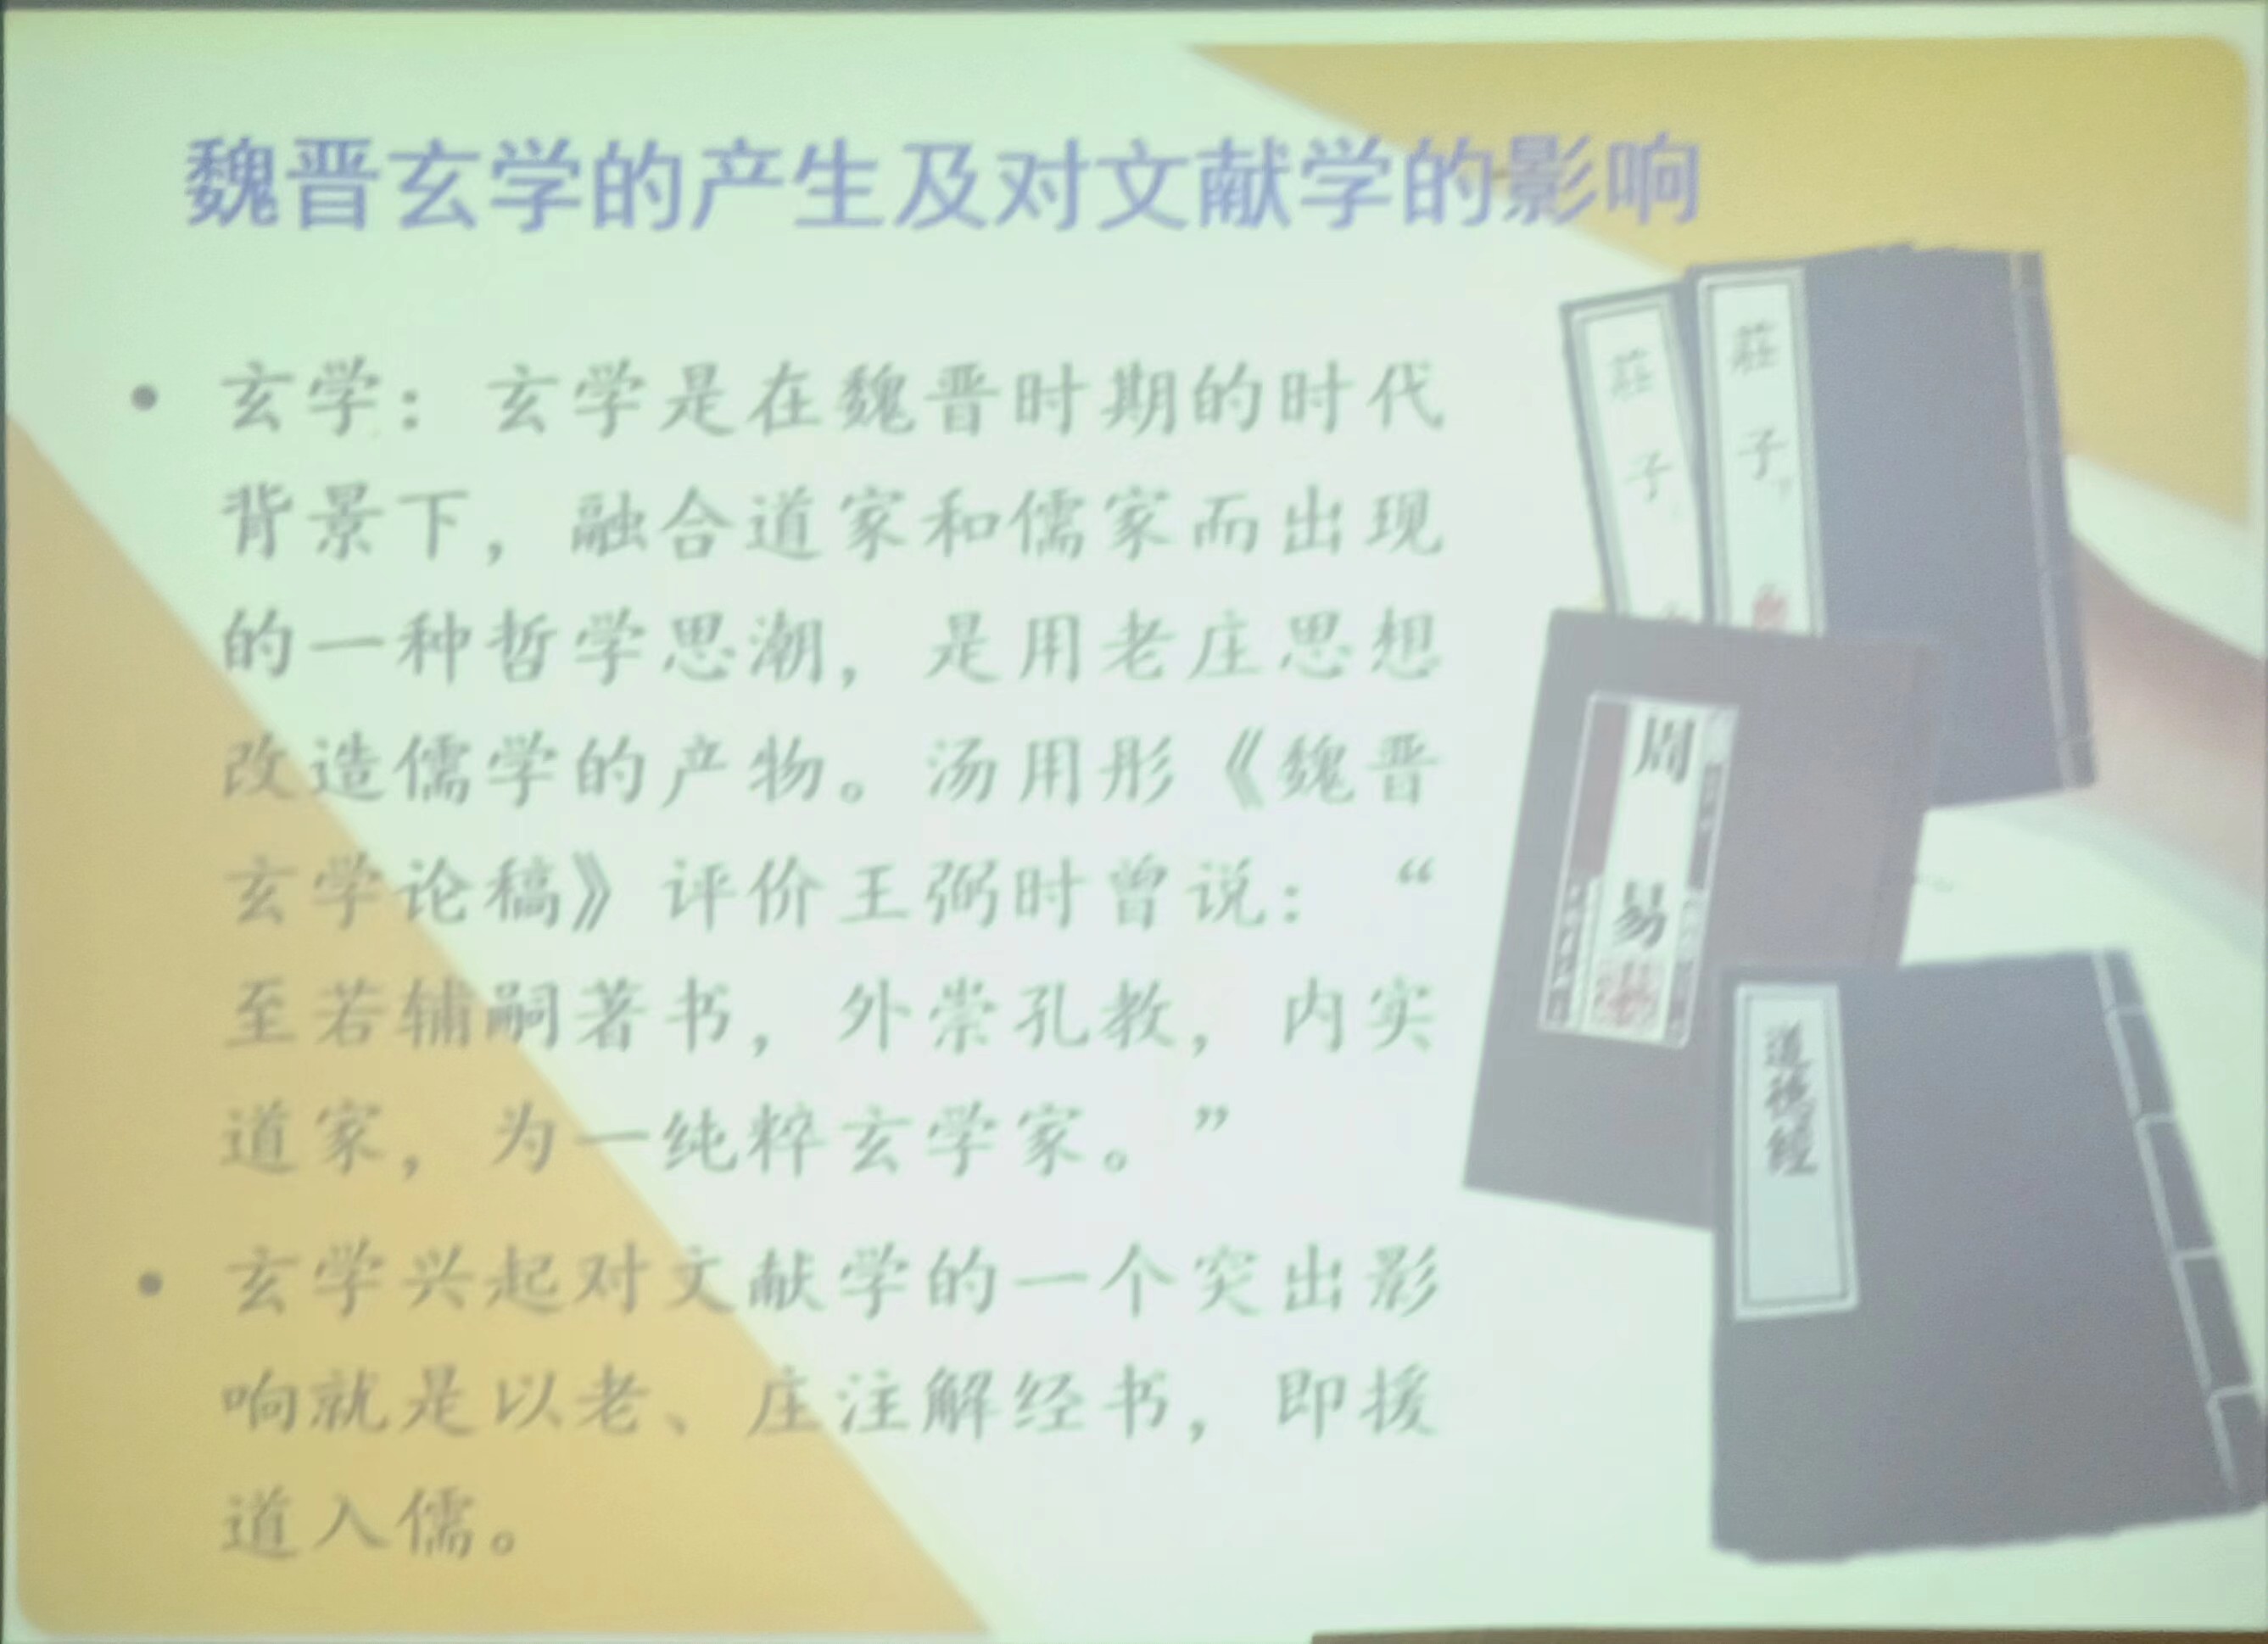 魏晋玄学的产生及对文献学的影响
• 玄学：玄学是在魏晋时期的时代
背景下，融合道家和儒家而出现
的一种哲学思潮，是用老庄思想
改造儒学的产物。汤用彤《魏晋
玄学论稿》评价王弼时曾说：“
至若辅嗣著书，外崇孔教，内实
道家，为一纯粹玄学家。”
• 玄学兴起对文献学的一个突出影
响就是以老、庄注解经书，即援
道入儒。
莊子
莊子
周易
道德經